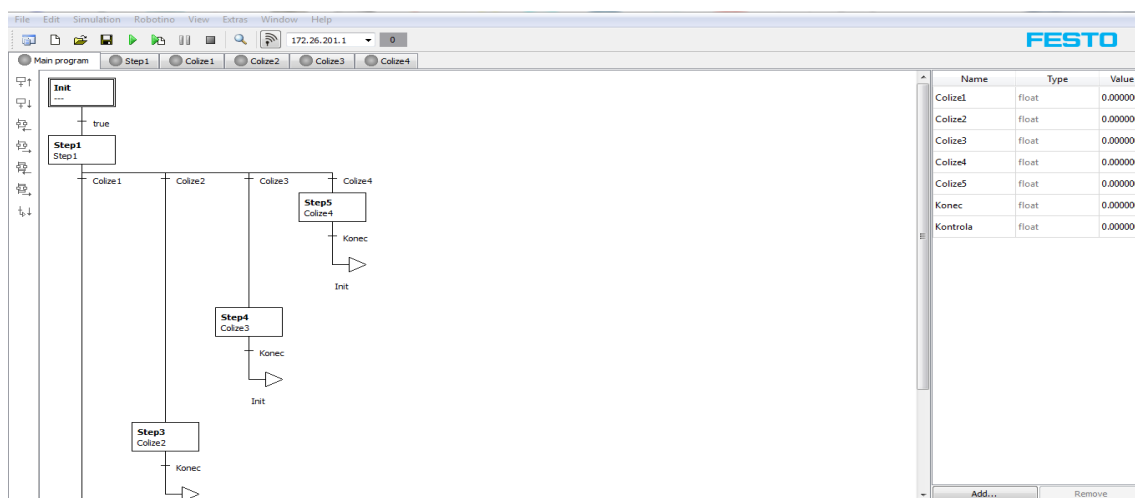 File Edit Simulation Robotino View Extras Window Help
172.26.201.1 0
FESTO
Main program Step1 Colize1 Colize2 Colize3 Colize4
Name Type Value
Init
---
true
Step1
Step1
Colize1 Colize2 Colize3 Colize4
Step5
Colize4
Konec
Init
Step4
Colize3
Konec
Init
Step3
Colize2
Konec
Colize1 float 0.00000
Colize2 float 0.00000
Colize3 float 0.00000
Colize4 float 0.00000
Colize5 float 0.00000
Konec float 0.00000
Kontrola float 0.00000
Add... Remove